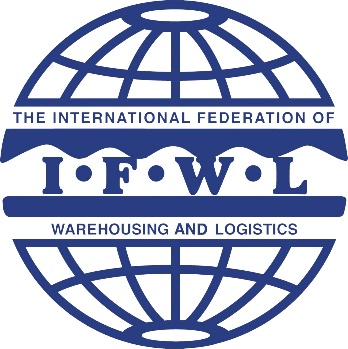 THE INTERNATIONAL FEDERATION OF
I•F•W•L
WAREHOUSING AND LOGISTICS